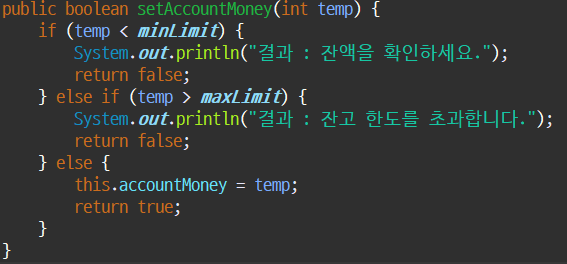 public boolean setAccountMoney(int temp) {
    if (temp < minLimit) {
        System.out.println("결과 : 잔액을 확인하세요.");
        return false;
    } else if (temp > maxLimit) {
        System.out.println("결과 : 잔고 한도를 초과합니다.");
        return false;
    } else {
        this.accountMoney = temp;
        return true;
    }
}